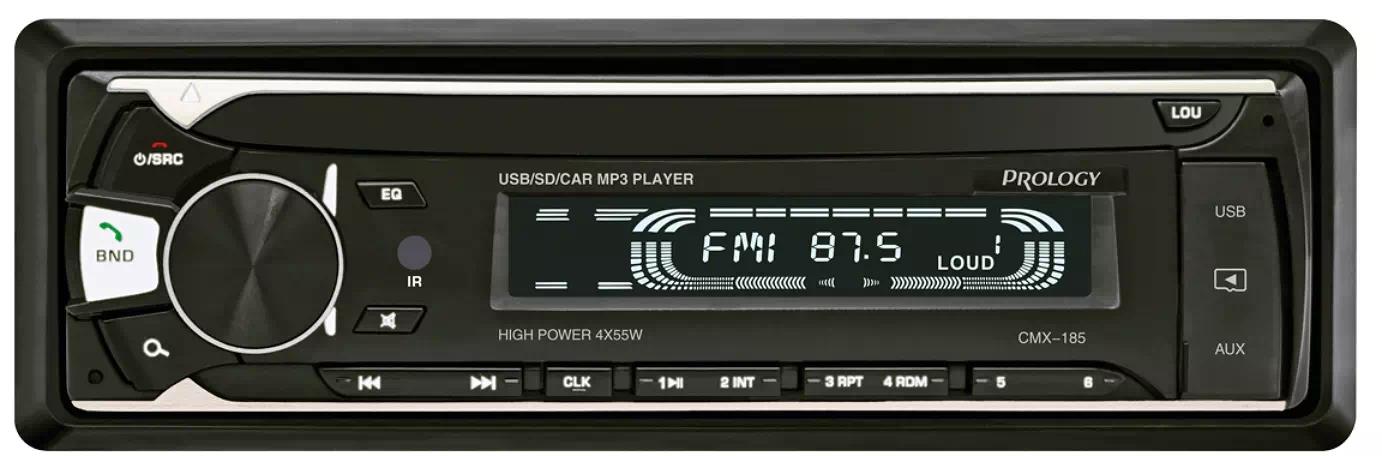 LOU
/SRC
USB/SD/CAR MP3 PLAYER
PROLOGY
EQ
USB
BND
FM1 87.5
1
LOUD
IR
HIGH POWER 4X55W
CMX-185
AUX
CLK
1
2 INT
3 RPT
4 RDM
5
6